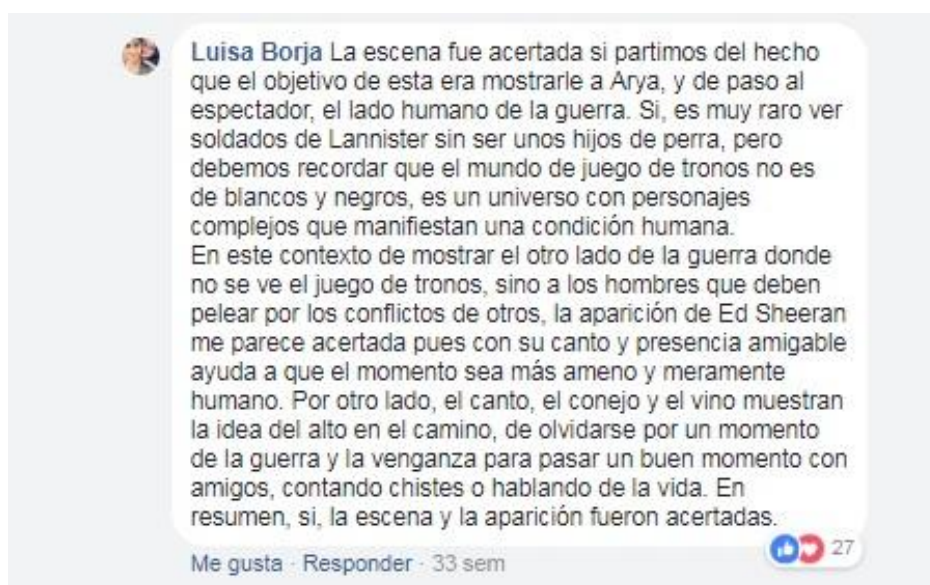 Luisa Borja La escena fue acertada si partimos del hecho
que el objetivo de esta era mostrarle a Arya, y de paso al
espectador, el lado humano de la guerra. Si, es muy raro ver
soldados de Lannister sin ser unos hijos de perra, pero
debemos recordar que el mundo de juego de tronos no es
de blancos y negros, es un universo con personajes
complejos que manifiestan una condición humana.
En este contexto de mostrar el otro lado de la guerra donde
no se ve el juego de tronos, sino a los hombres que deben
pelear por los conflictos de otros, la aparición de Ed Sheeran
me parece acertada pues con su canto y presencia amigable
ayuda a que el momento sea más ameno y meramente
humano. Por otro lado, el canto, el conejo y el vino muestran
la idea del alto en el camino, de olvidarse por un momento
de la guerra y la venganza para pasar un buen momento con
amigos, contando chistes o hablando de la vida. En
resumen, si, la escena y la aparición fueron acertadas.
27
Me gusta · Responder · 33 sem